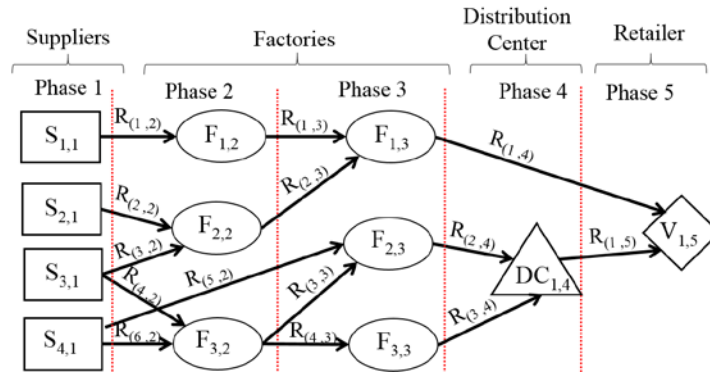 Suppliers
Factories
Distribution
Center
Retailer
Phase 1
Phase 2
Phase 3
Phase 4
Phase 5
S1,1
R(1,2)
F1,2
R(1,3)
F1,3
R(1,4)
S2,1
R(2,2)
F2,2
R(2,3)
V1,5
S3,1
R(3,2)
R(4,2)
R(5,2)
F2,3
R(2,4)
DC1,4
R(1,5)
R(3,3)
S4,1
R(6,2)
F3,2
R(4,3)
F3,3
R(3,4)